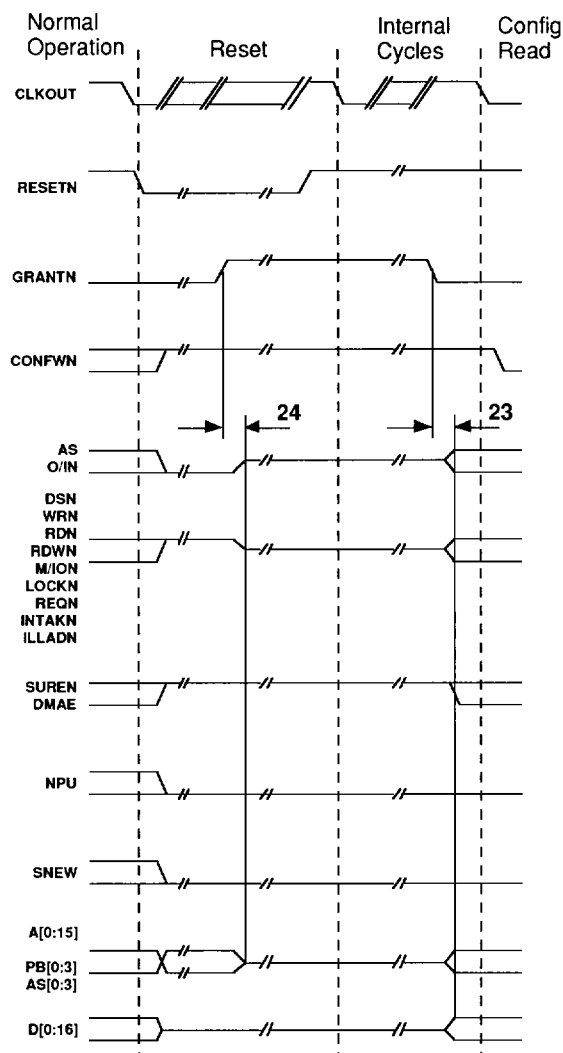 Normal Operation
Reset
Internal Cycles
Config Read
CLKOUT
RESETN
GRANTN
CONFWN
24
23
AS
O/IN
DSN
WRN
RDN
RDWN
M/ION
LOCKN
REQN
INTAKN
ILLADN
SUREN
DMAE
NPU
SNEW
A[0:15]
PB[0:3]
AS[0:3]
D[0:16]